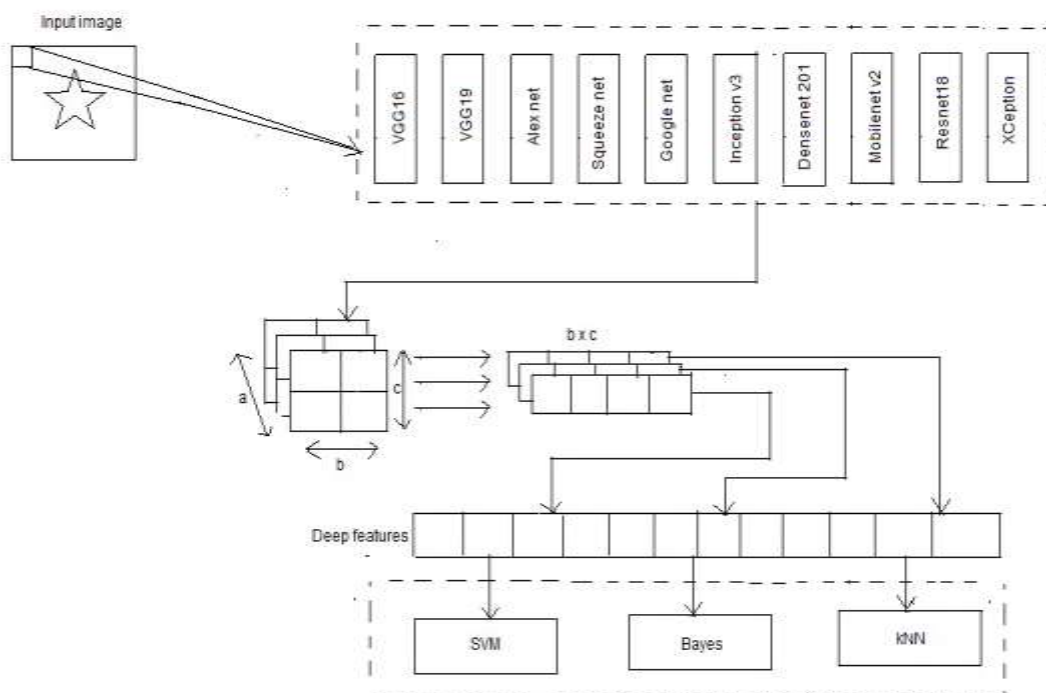 Input image
VGG16
VGG19
Alex net
Squeeze net
Google net
Inception v3
Densenet 201
Mobilenet v2
Resnet18
XCeption
b x c
a
c
b
Deep features
SVM
Bayes
kNN